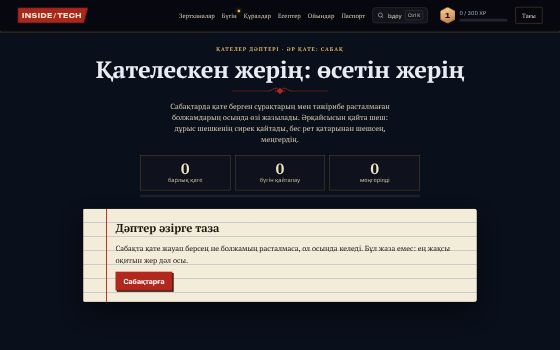 INSIDE/TECH
Зертханалар Бүгін Құралдар Есептер Ойындар Паспорт Іздеу Ctrl K 1 0 / 300 XP Таңы
ҚАТЕЛЕР ДӘПТЕРІ · ӘР ҚАТЕ: САБАҚ
Қателескен жерің: өсетін жерің
Сабақтарда қате берген сұрақтарың мен тәжірибе расталмаған
болжамдарың осында өзі жазылады. Әрқайсысын қайта шеш:
дұрыс шешкенің сирек қайтады, бес рет қатарынан шешсең,
меңгердің.
0 0 0
барлық қате бүгін қайталау меңгерілді
Дәптер әзірге таза
Сабақта қате жауап берсең не болжамың расталмаса, ол осында келеді. Бұл жаза емес: ең жақсы
оқитын жер дәл осы.
Сабақтарға